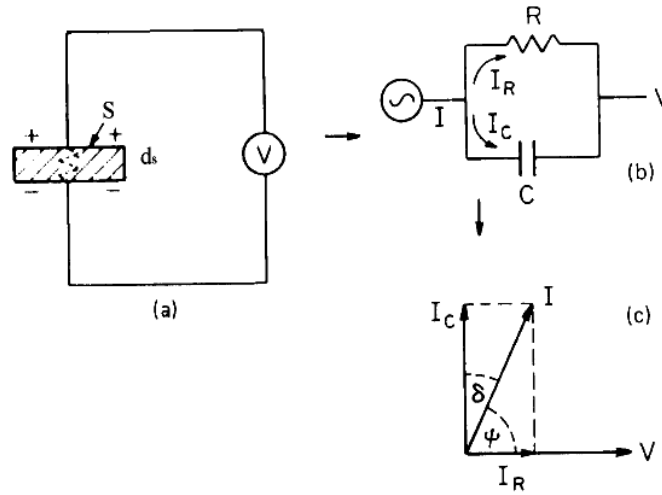 S
+ +
d_s
− −
V
(a)
R
I_R
I
I_C
C
V
(b)
I_C
I
(c)
δ
ψ
V
I_R